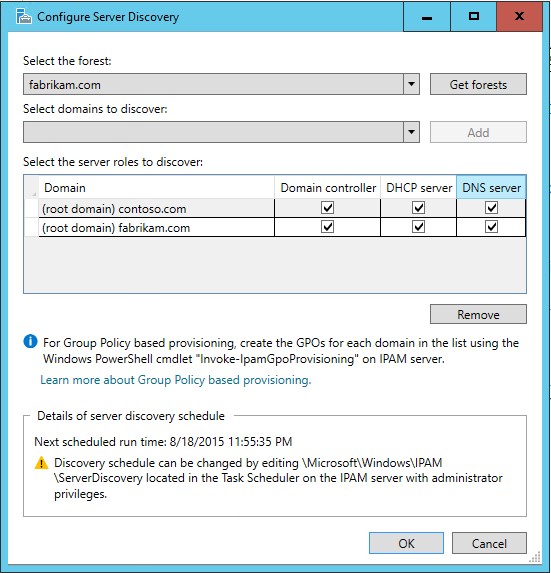 Configure Server Discovery
Select the forest:
fabrikam.com
Get forests
Select domains to discover:
Add
Select the server roles to discover:
Domain Domain controller DHCP server DNS server
(root domain) contoso.com
(root domain) fabrikam.com
Remove
For Group Policy based provisioning, create the GPOs for each domain in the list using the
Windows PowerShell cmdlet "Invoke-IpamGpoProvisioning" on IPAM server.
Learn more about Group Policy based provisioning.
Details of server discovery schedule
Next scheduled run time: 8/18/2015 11:55:35 PM
Discovery schedule can be changed by editing \Microsoft\Windows\IPAM
\ServerDiscovery located in the Task Scheduler on the IPAM server with administrator
privileges.
OK
Cancel